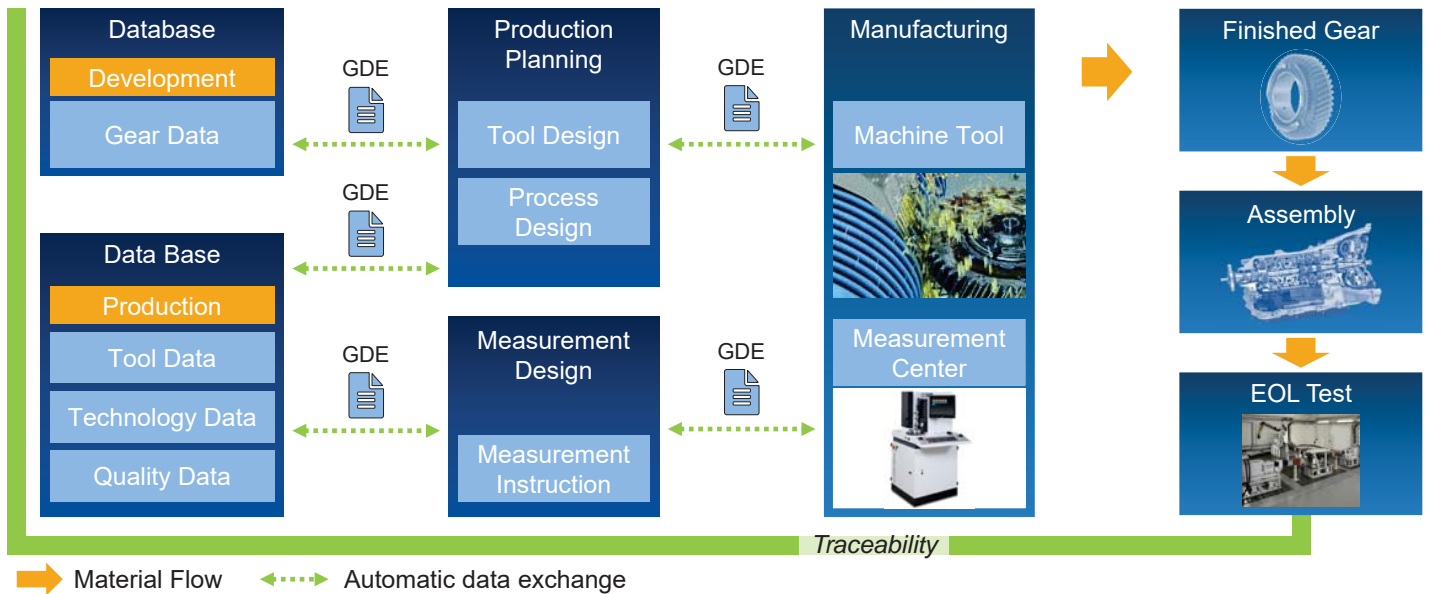 Database
Development
Gear Data
GDE
GDE
Data Base
Production
Tool Data
Technology Data
Quality Data
GDE
Production
Planning
Tool Design
Process
Design
Measurement
Design
Measurement
Instruction
GDE
GDE
Manufacturing
Machine Tool
Measurement
Center
Finished Gear
Assembly
EOL Test
Traceability
Material Flow
Automatic data exchange